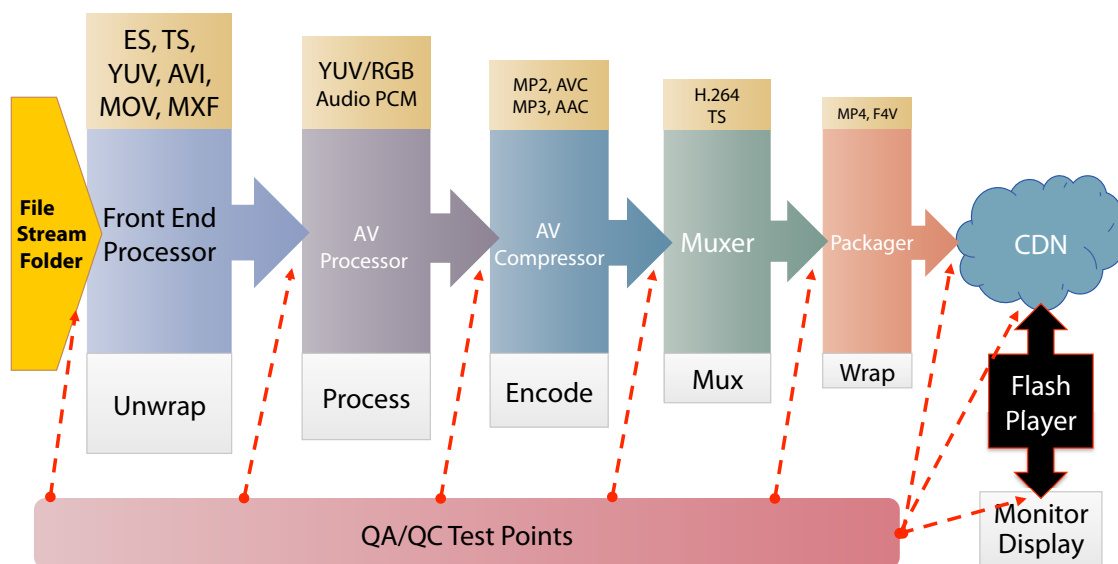 ES, TS,
YUV, AVI,
MOV, MXF
YUV/RGB
Audio PCM
MP2, AVC
MP3, AAC
H.264
TS
MP4, F4V
File
Stream
Folder
Front End
Processor
AV
Processor
AV
Compressor
Muxer
Packager
CDN
Unwrap
Process
Encode
Mux
Wrap
Flash
Player
QA/QC Test Points
Monitor
Display